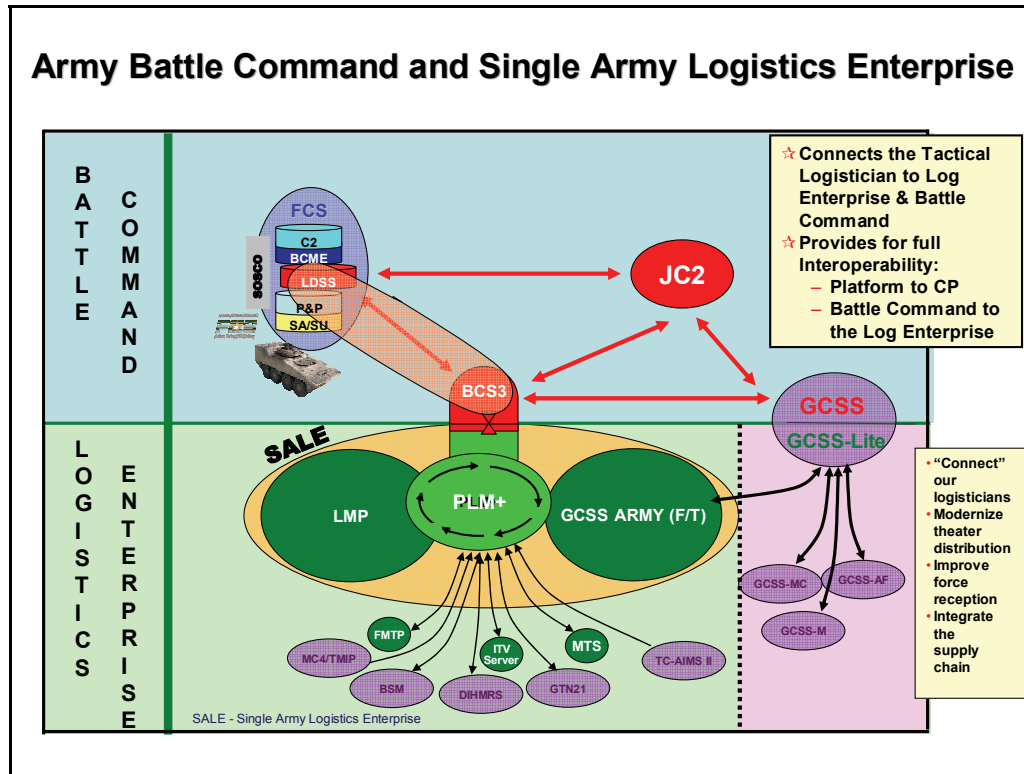 Army Battle Command and Single Army Logistics Enterprise
BATTLE
COMMAND
FCS
C2
BCME
LDSS
P&P
SA/SU
SOSCO
JC2
BCS3
☆ Connects the Tactical
Logistician to Log
Enterprise & Battle
Command
☆ Provides for full
Interoperability:
– Platform to CP
– Battle Command to
the Log Enterprise
GCSS
GCSS-Lite
LOGISTICS
ENTERPRISE
SALE
LMP
PLM+
GCSS ARMY (F/T)
FMTP
MC4/TMIP
BSM
DIHMRS
ITV
Server
GTN21
MTS
TC-AIMS II
GCSS-MC
GCSS-AF
GCSS-M
• “Connect”
our
logisticians
• Modernize
theater
distribution
• Improve
force
reception
• Integrate
the
supply
chain
SALE - Single Army Logistics Enterprise